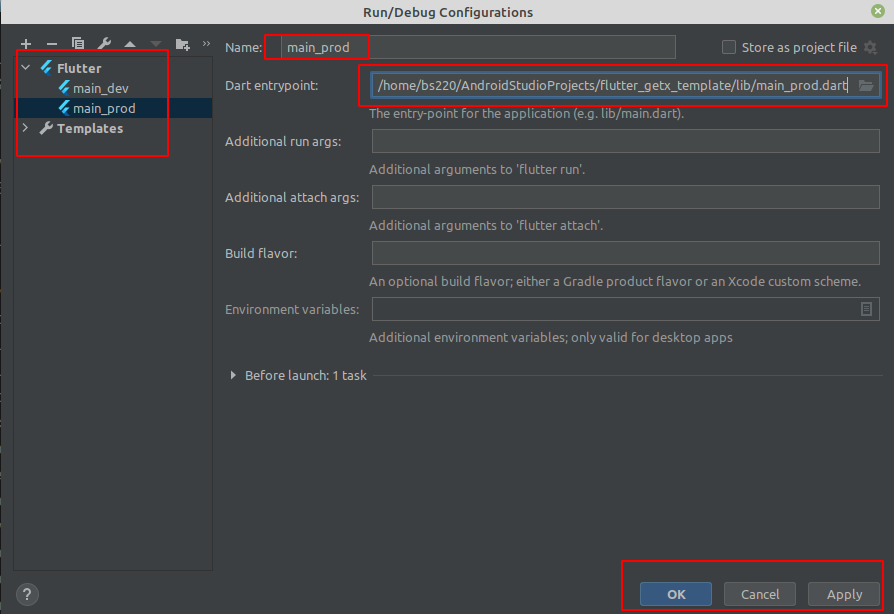 Run/Debug Configurations
Name: main_prod
Store as project file
Flutter
main_dev
main_prod
Templates
Dart entrypoint: /home/bs220/AndroidStudioProjects/flutter_getx_template/lib/main_prod.dart
The entry-point for the application (e.g. lib/main.dart).
Additional run args:
Additional arguments to 'flutter run'.
Additional attach args:
Additional arguments to 'flutter attach'.
Build flavor:
An optional build flavor; either a Gradle product flavor or an Xcode custom scheme.
Environment variables:
Additional environment variables; only valid for desktop apps
Before launch: 1 task
?
OK
Cancel
Apply